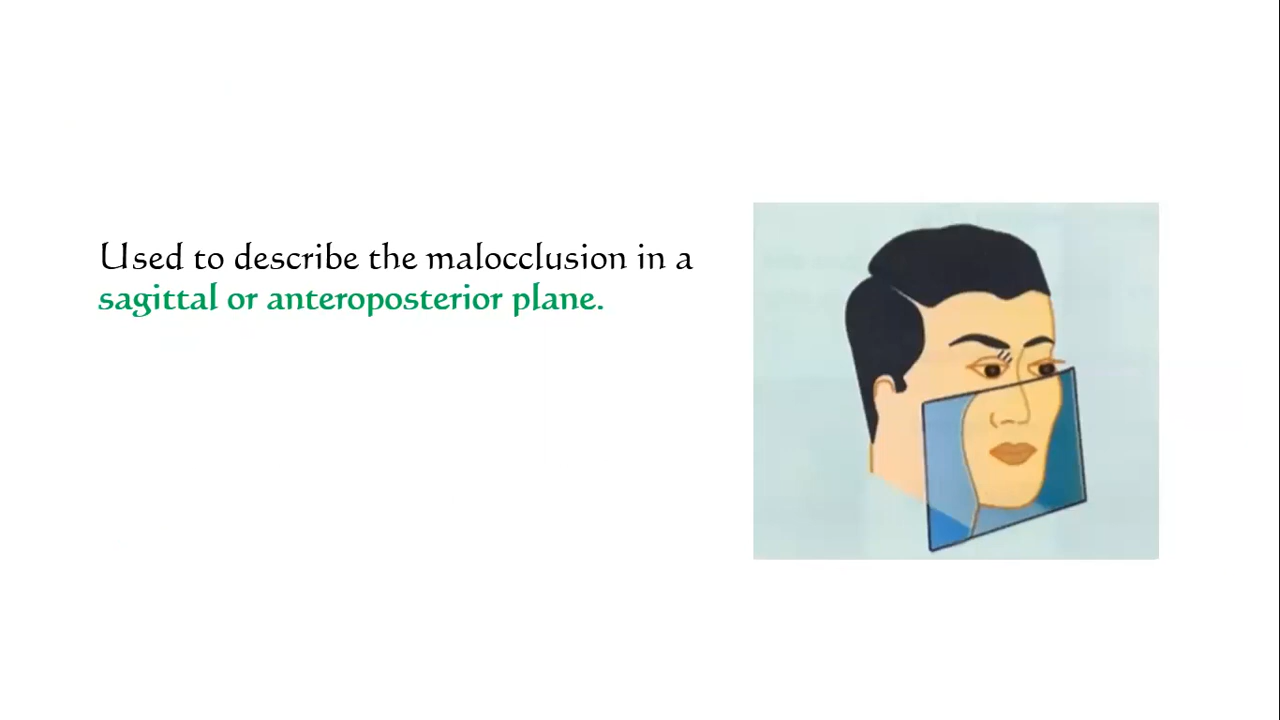 Used to describe the malocclusion in a
sagittal or anteroposterior plane.